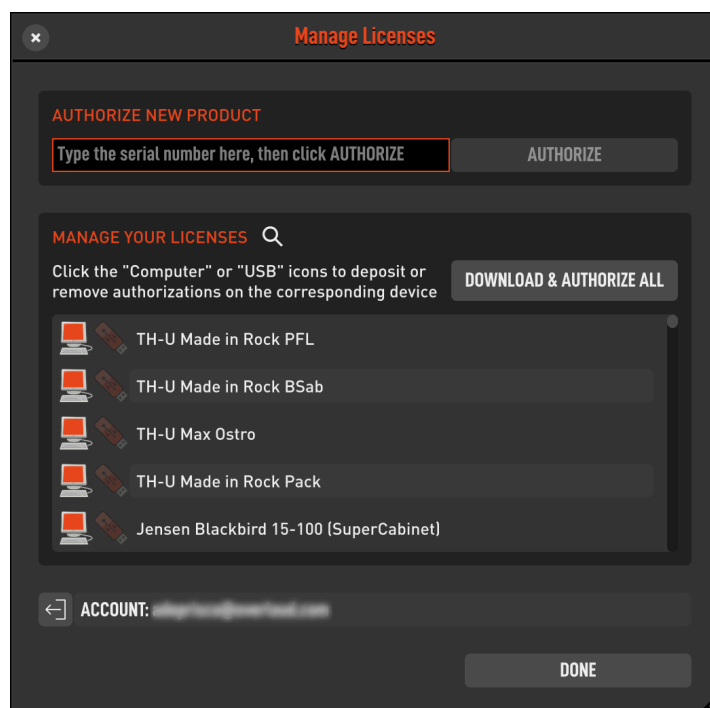 Manage Licenses
AUTHORIZE NEW PRODUCT
Type the serial number here, then click AUTHORIZE
AUTHORIZE
MANAGE YOUR LICENSES
Click the "Computer" or "USB" icons to deposit or
remove authorizations on the corresponding device
DOWNLOAD & AUTHORIZE ALL
TH-U Made in Rock PFL
TH-U Made in Rock BSab
TH-U Max Ostro
TH-U Made in Rock Pack
Jensen Blackbird 15-100 (SuperCabinet)
ACCOUNT:
DONE